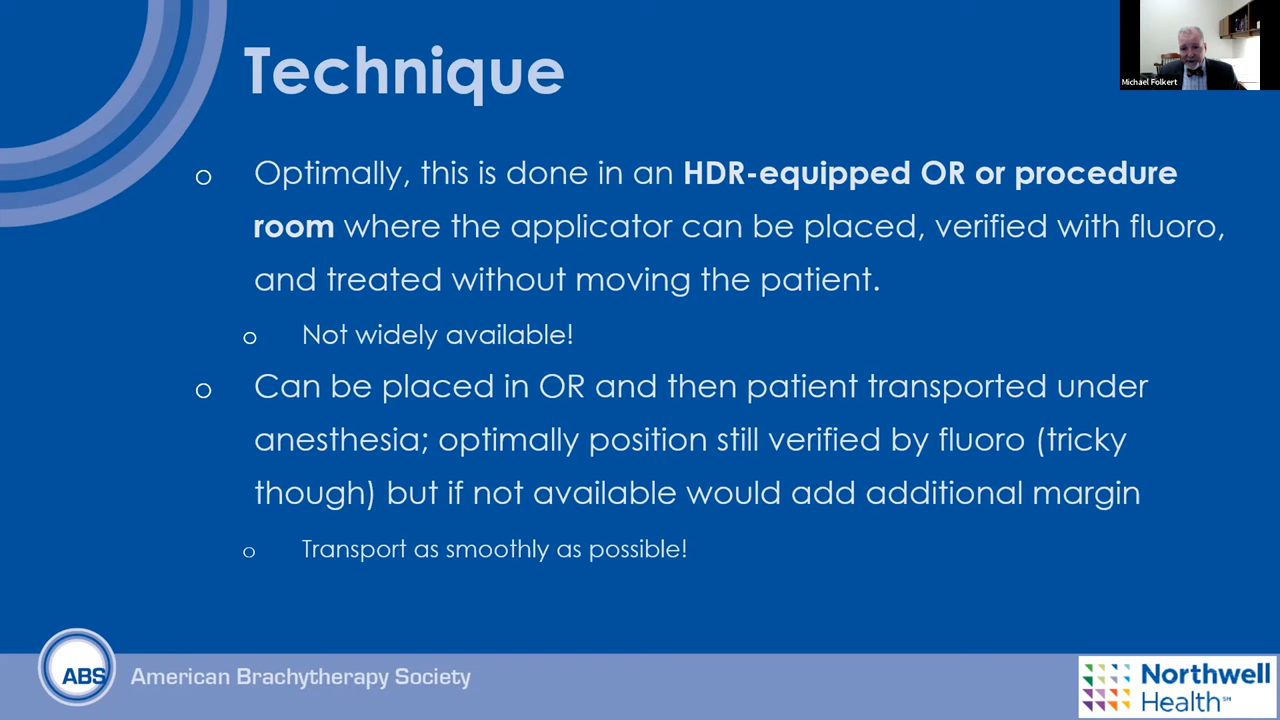 Technique
Michael Folkert
o Optimally, this is done in an HDR-equipped OR or procedure
room where the applicator can be placed, verified with fluoro,
and treated without moving the patient.
o Not widely available!
o Can be placed in OR and then patient transported under
anesthesia; optimally position still verified by fluoro (tricky
though) but if not available would add additional margin
o Transport as smoothly as possible!
ABS American Brachytherapy Society
Northwell
Health℠